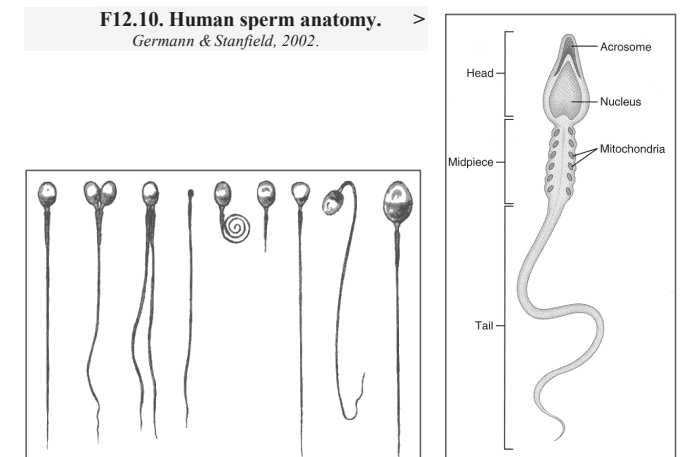 F12.10. Human sperm anatomy. >
Germann & Stanfield, 2002.
Acrosome
Head
Nucleus
Mitochondria
Midpiece
Tail